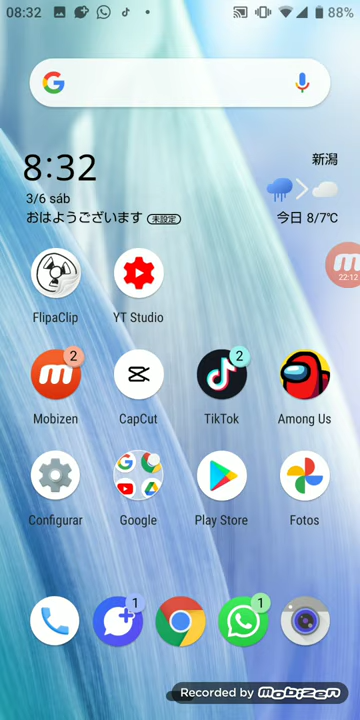 08:32
88%
新潟
8:32
3/6 sáb
おはようございます 未設定
今日 8/7℃
22:12
FlipaClip
YT Studio
2
2
Mobizen
CapCut
TikTok
Among Us
Configurar
Google
Play Store
Fotos
1
1
Recorded by mobizen